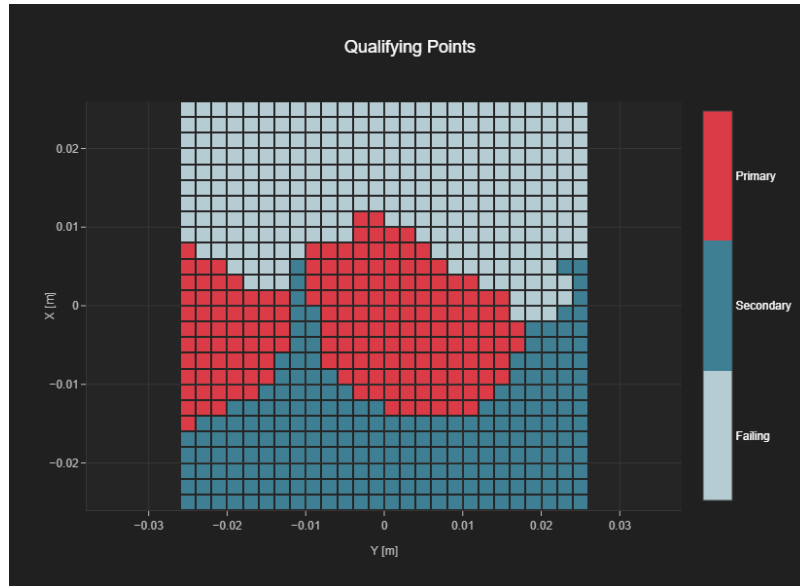 Qualifying Points
0.02
0.01
0
−0.01
−0.02
X [m]
−0.03
−0.02
−0.01
0
0.01
0.02
0.03
Y [m]
Primary
Secondary
Failing